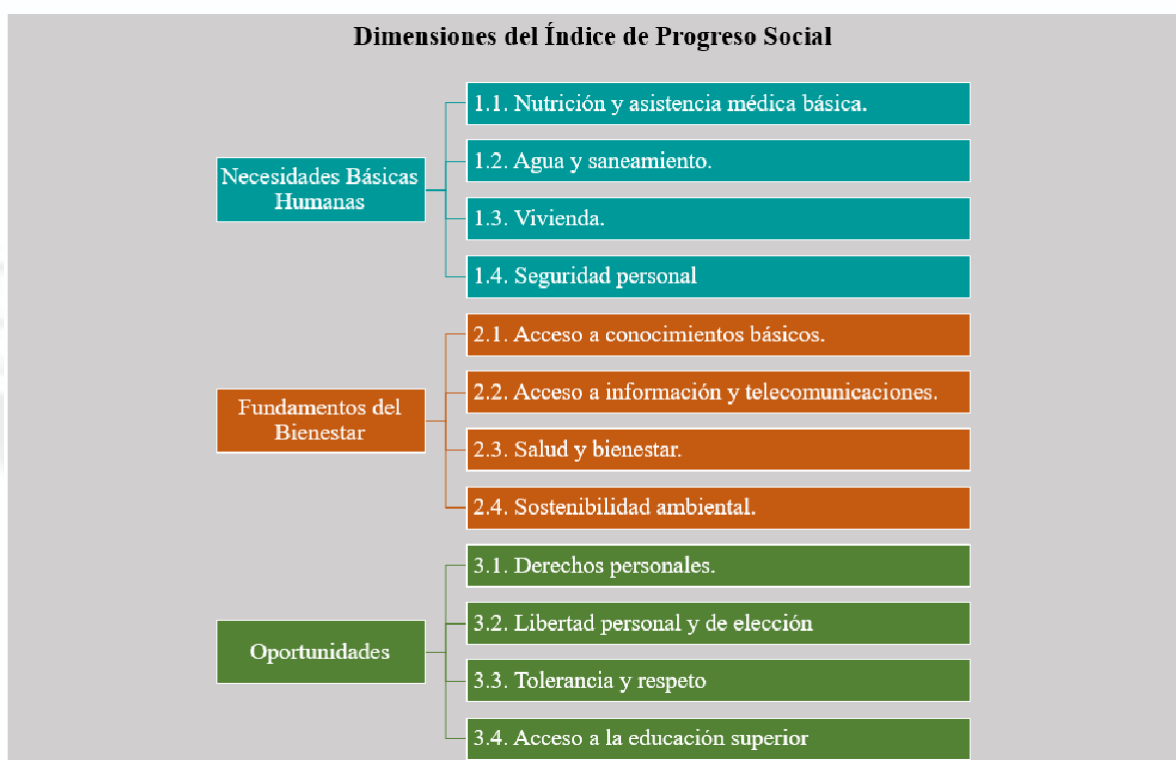 Dimensiones del Índice de Progreso Social
Necesidades Básicas
Humanas
1.1. Nutrición y asistencia médica básica.
1.2. Agua y saneamiento.
1.3. Vivienda.
1.4. Seguridad personal
Fundamentos del
Bienestar
2.1. Acceso a conocimientos básicos.
2.2. Acceso a información y telecomunicaciones.
2.3. Salud y bienestar.
2.4. Sostenibilidad ambiental.
Oportunidades
3.1. Derechos personales.
3.2. Libertad personal y de elección
3.3. Tolerancia y respeto
3.4. Acceso a la educación superior